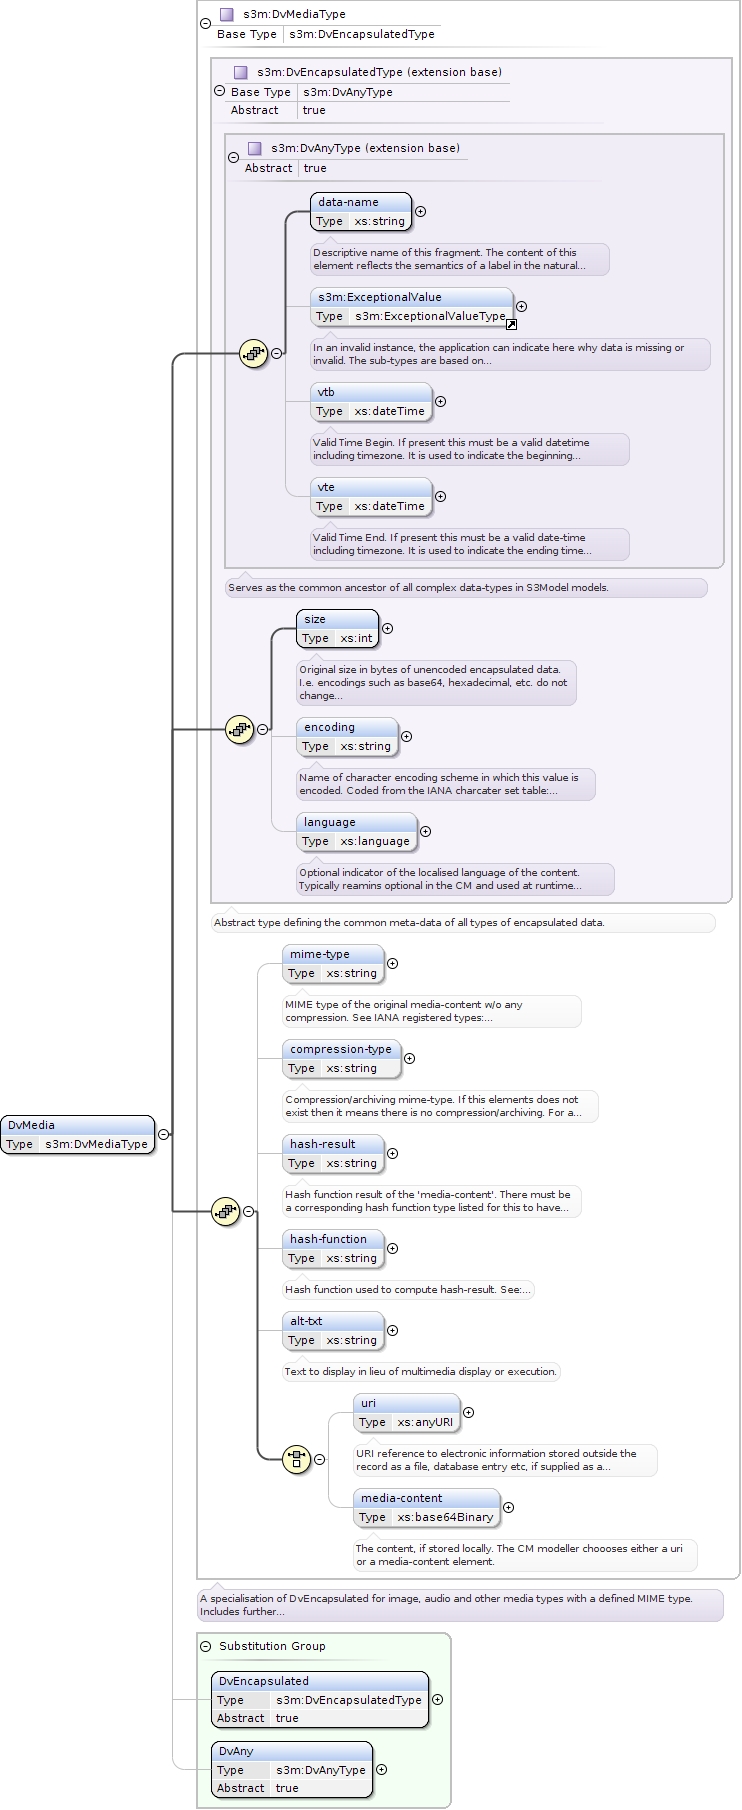 s3m:DvMediaType
Base Type s3m:DvEncapsulatedType
s3m:DvEncapsulatedType (extension base)
Base Type s3m:DvAnyType
Abstract true
s3m:DvAnyType (extension base)
Abstract true
data-name
Type xs:string
Descriptive name of this fragment. The content of this
element reflects the semantics of a label in the natural...
s3m:ExceptionalValue
Type s3m:ExceptionalValueType
In an invalid instance, the application can indicate here why data is missing or
invalid. The sub-types are based on...
vtb
Type xs:dateTime
Valid Time Begin. If present this must be a valid datetime
including timezone. It is used to indicate the beginning...
vte
Type xs:dateTime
Valid Time End. If present this must be a valid date-time
including timezone. It is used to indicate the ending time...
Serves as the common ancestor of all complex data-types in S3Model models.
size
Type xs:int
Original size in bytes of unencoded encapsulated data.
I.e. encodings such as base64, hexadecimal, etc. do not
change...
encoding
Type xs:string
Name of character encoding scheme in which this value is
encoded. Coded from the IANA charcater set table:...
language
Type xs:language
Optional indicator of the localised language of the content.
Typically reamins optional in the CM and used at runtime...
Abstract type defining the common meta-data of all types of encapsulated data.
mime-type
Type xs:string
MIME type of the original media-content w/o any
compression. See IANA registered types:...
compression-type
Type xs:string
Compression/archiving mime-type. If this elements does not
exist then it means there is no compression/archiving. For a...
DvMedia
Type s3m:DvMediaType
hash-result
Type xs:string
Hash function result of the 'media-content'. There must be
a corresponding hash function type listed for this to have...
hash-function
Type xs:string
Hash function used to compute hash-result. See:...
alt-txt
Type xs:string
Text to display in lieu of multimedia display or execution.
uri
Type xs:anyURI
URI reference to electronic information stored outside the
record as a file, database entry etc, if supplied as a...
media-content
Type xs:base64Binary
The content, if stored locally. The CM modeller choooses either a uri
or a media-content element.
A specialisation of DvEncapsulated for image, audio and other media types with a defined MIME type.
Includes further...
Substitution Group
DvEncapsulated
Type s3m:DvEncapsulatedType
Abstract true
DvAny
Type s3m:DvAnyType
Abstract true